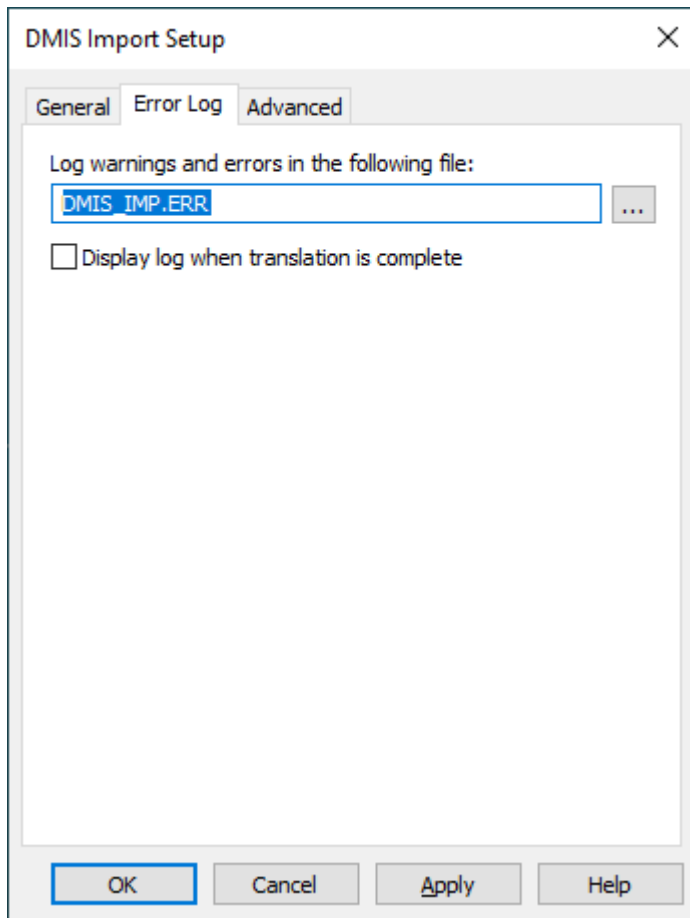 DMIS Import Setup
General Error Log Advanced
Log warnings and errors in the following file:
DMIS_IMP.ERR ...
Display log when translation is complete
OK Cancel Apply Help